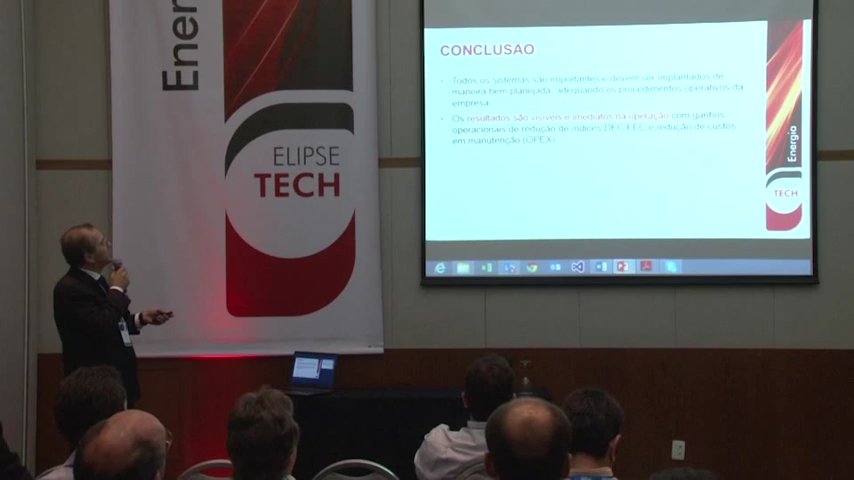 Energ
ELIPSE
TECH
CONCLUSÃO
Todos os sistemas são importantes e devem ser implantados de
maneira bem planejada, adequando os procedimentos operativos da
empresa.
Os resultados são visíveis e imediatos na operação com ganhos
operacionais de redução de índices DEC/FEC e redução de custos
em manutenção (OPEX)
Energia
TECH